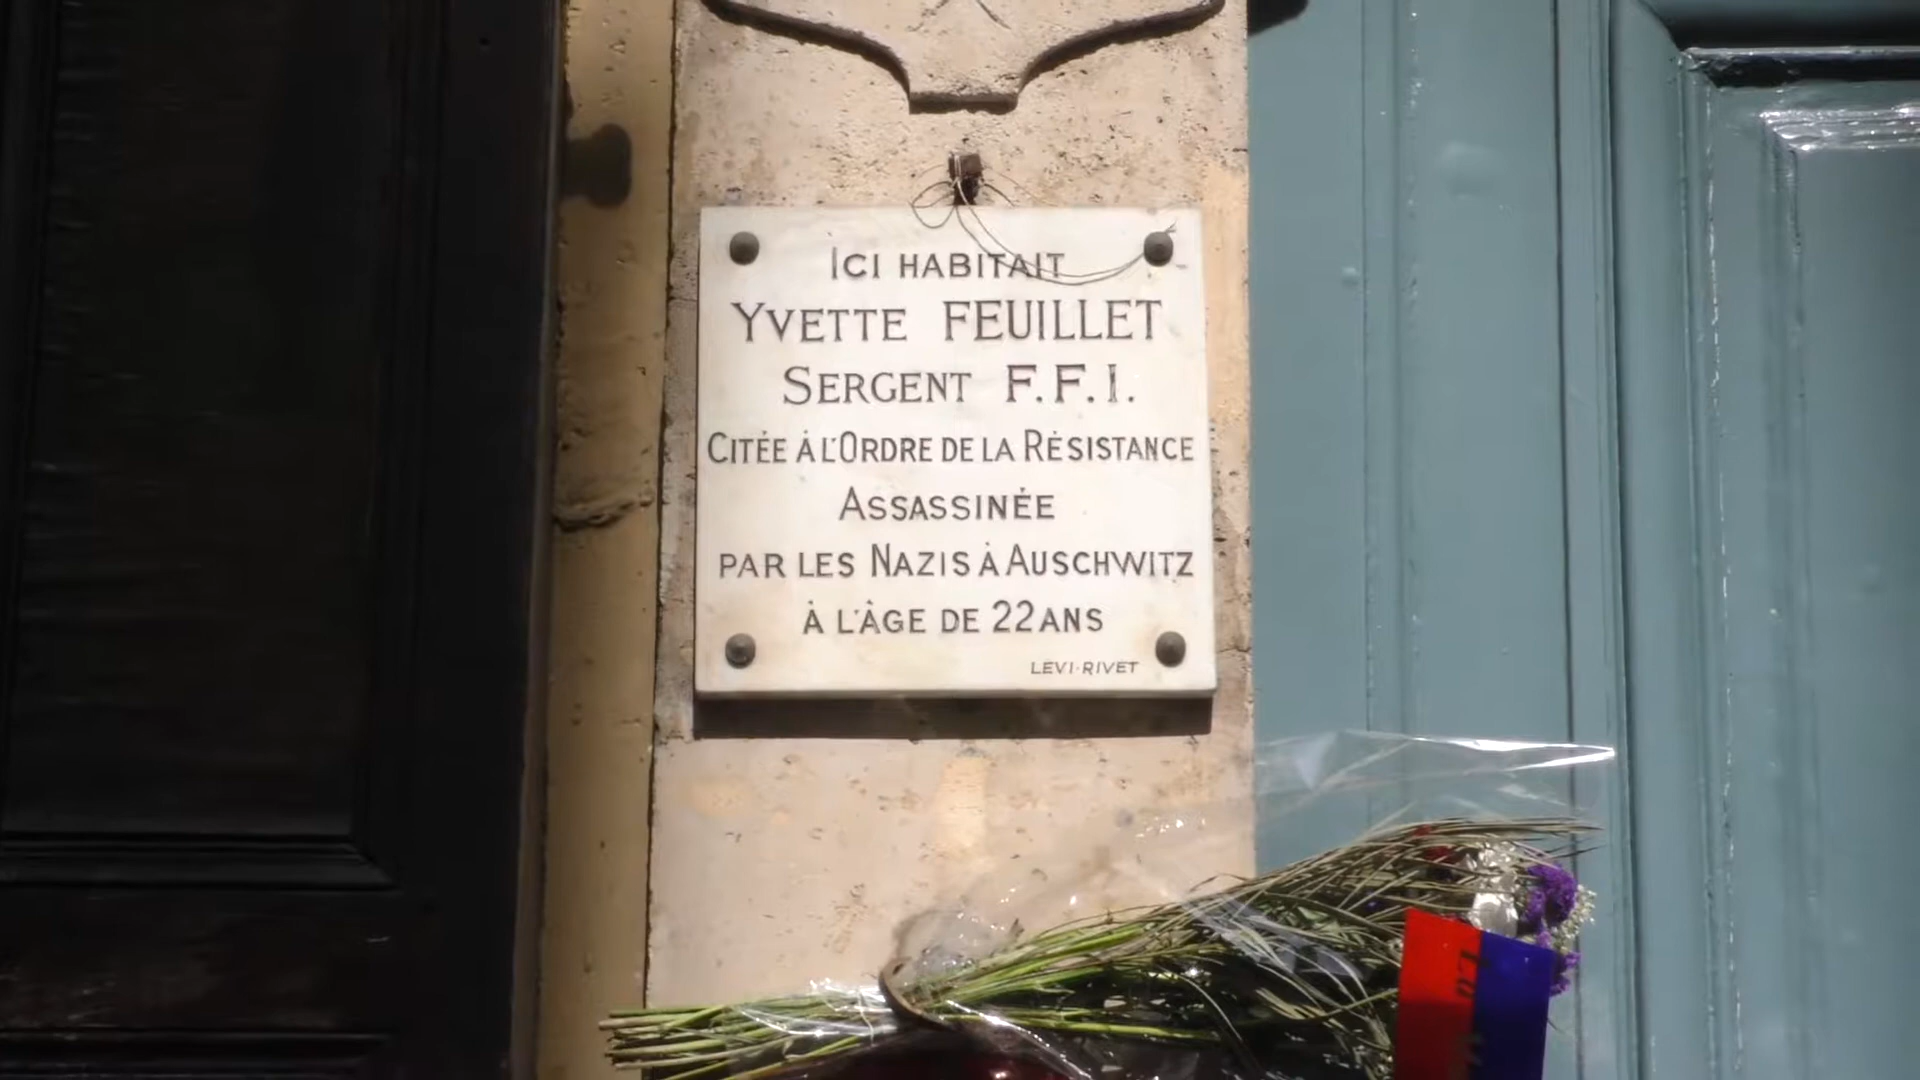 ICI HABITAIT
YVETTE FEUILLET
SERGENT F.F.I.
CITÉE À L'ORDRE DE LA RÉSISTANCE
ASSASSINÉE
PAR LES NAZIS À AUSCHWITZ
À L'ÂGE DE 22 ANS
LEVI-RIVET